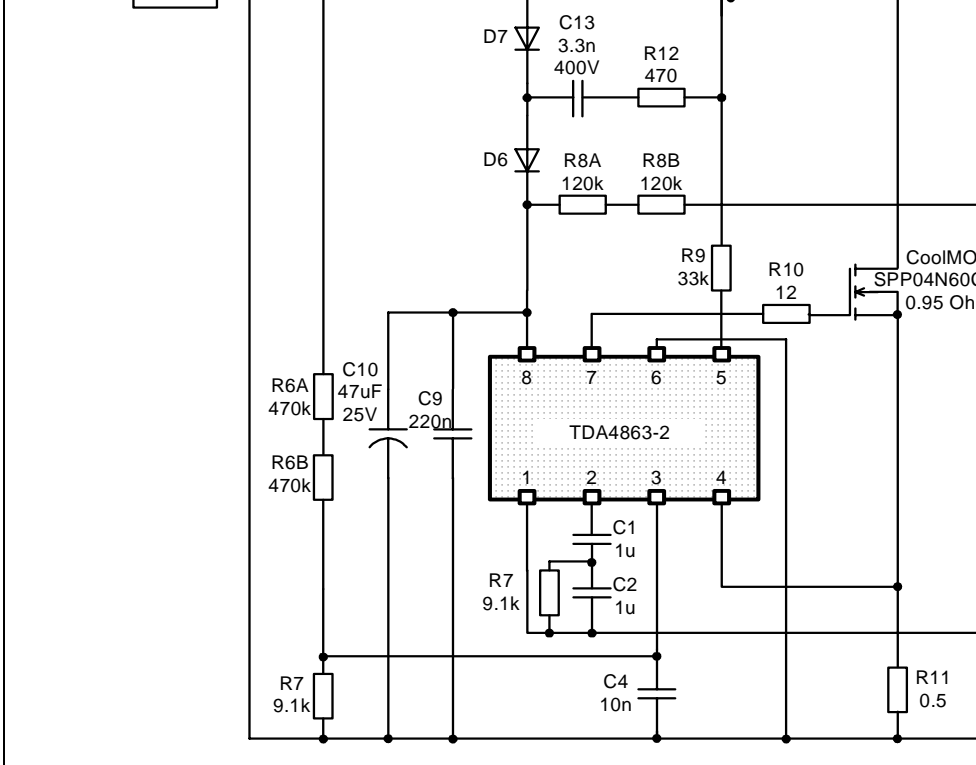 D7
C13
3.3n
400V
R12
470
D6
R8A
120k
R8B
120k
R9
33k
R10
12
CoolMO
SPP04N60C
0.95 Oh
8
7
6
5
R6A
470k
C10
47uF
25V
C9
220n
TDA4863-2
R6B
470k
1
2
3
4
C1
1u
R7
9.1k
C2
1u
R7
9.1k
C4
10n
R11
0.5